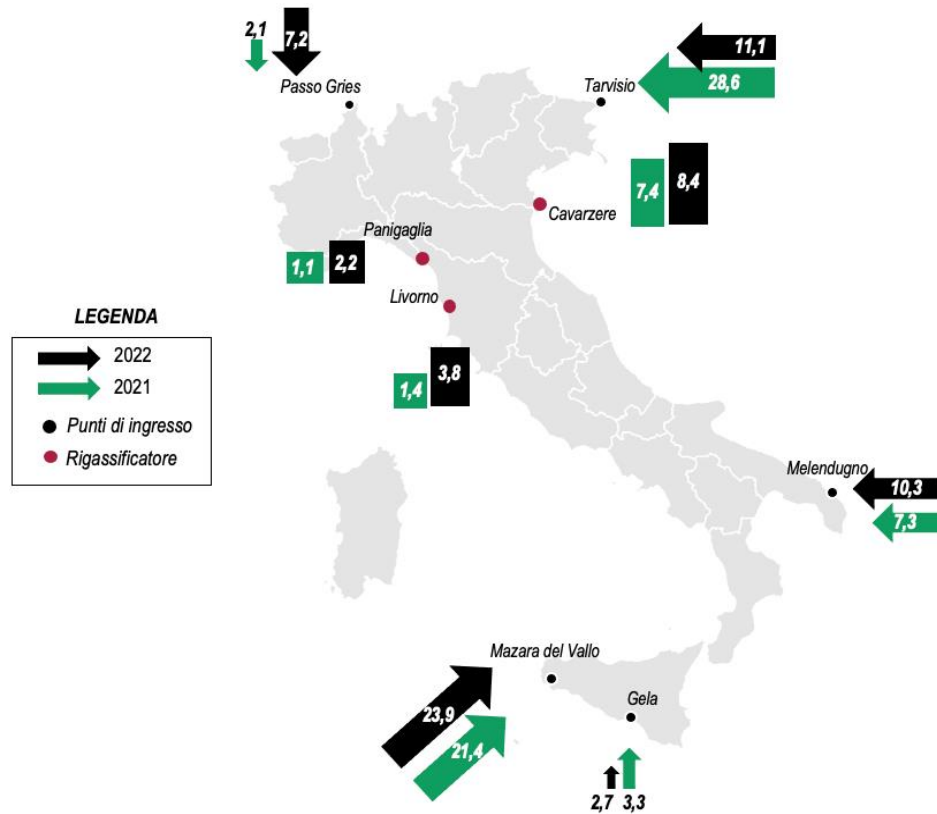 2,1
7,2
Passo Gries
11,1
28,6
Tarvisio
7,4
8,4
Cavarzere
Panigaglia
1,1
2,2
Livorno
LEGENDA
2022
2021
Punti di ingresso
Rigassificatore
1,4
3,8
Melendugno
10,3
7,3
Mazara del Vallo
Gela
23,9
21,4
2,7
3,3